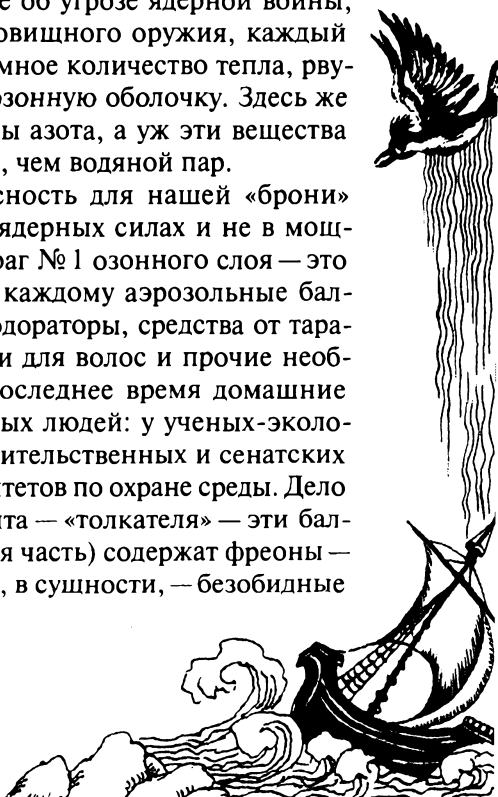 е об угрозе ядерной войны,
овищного оружия, каждый
мное количество тепла, рву-
озонную оболочку. Здесь же
ы азота, а уж эти вещества
, чем водяной пар.
сность для нашей «брони»
ядерных силах и не в мощ-
раг № 1 озонного слоя — это
каждому аэрозольные бал-
одораторы, средства от тара-
и для волос и прочие необ-
оследнее время домашние
ых людей: у ученых-эколо-
ительственных и сенатских
тетов по охране среды. Дело
та — «толкателя» — эти бал-
я часть) содержат фреоны —
, в сущности, — безобидные